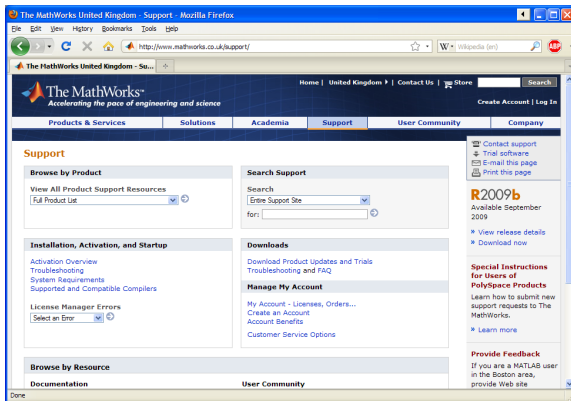 The MathWorks United Kingdom - Support - Mozilla Firefox
File Edit View History Bookmarks Tools Help
http://www.mathworks.co.uk/support/
W Wikipedia (en)
ABP
The MathWorks United Kingdom - Su...
Home | United Kingdom | Contact Us | Store Search
The MathWorks
Accelerating the pace of engineering and science
Create Account | Log In
Products & Services Solutions Academia Support User Community Company
Support
Browse by Product
View All Product Support Resources
Full Product List
Search Support
Search
Entire Support Site
for:
Installation, Activation, and Startup
Activation Overview
Troubleshooting
System Requirements
Supported and Compatible Compilers
License Manager Errors
Select an Error
Downloads
Download Product Updates and Trials
Troubleshooting and FAQ
Manage My Account
My Account - Licenses, Orders...
Create an Account
Account Benefits
Customer Service Options
Browse by Resource
Documentation
User Community
Contact support
Trial software
E-mail this page
Print this page
R2009b
Available September
2009
» View release details
» Download now
Special Instructions
for Users of
PolySpace Products
Learn how to submit new
support requests to The
MathWorks.
» Learn more
Provide Feedback
If you are a MATLAB user
in the Boston area,
provide Web site
Done